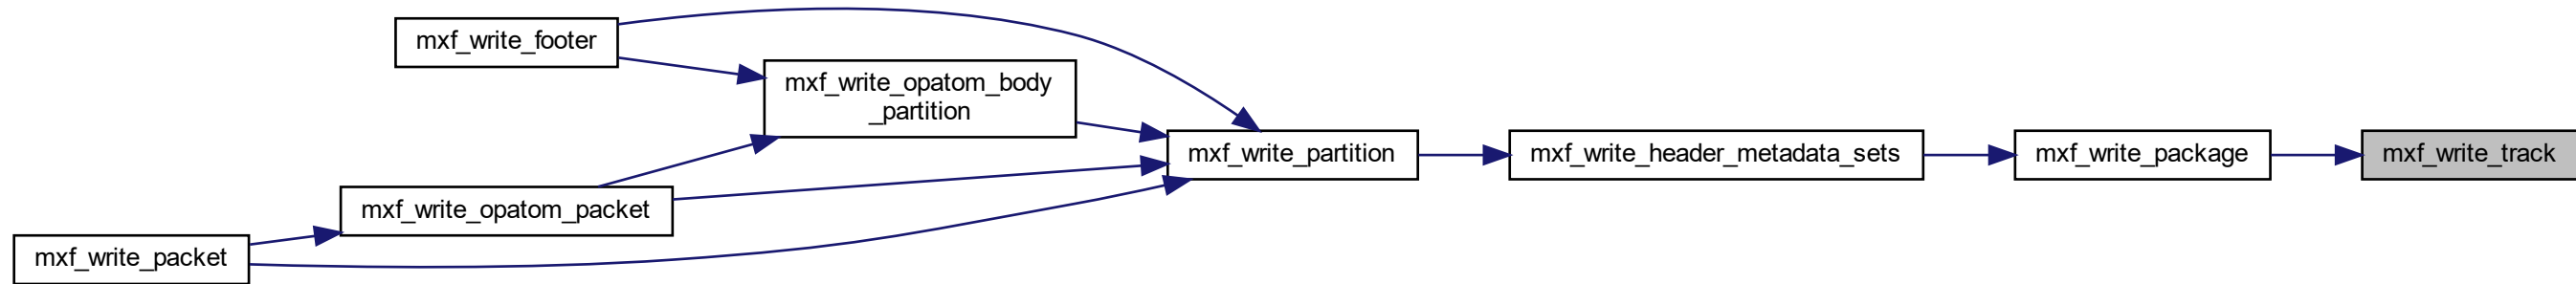 mxf_write_footer
mxf_write_opatom_body
_partition
mxf_write_partition
mxf_write_header_metadata_sets
mxf_write_package
mxf_write_track
mxf_write_opatom_packet
mxf_write_packet